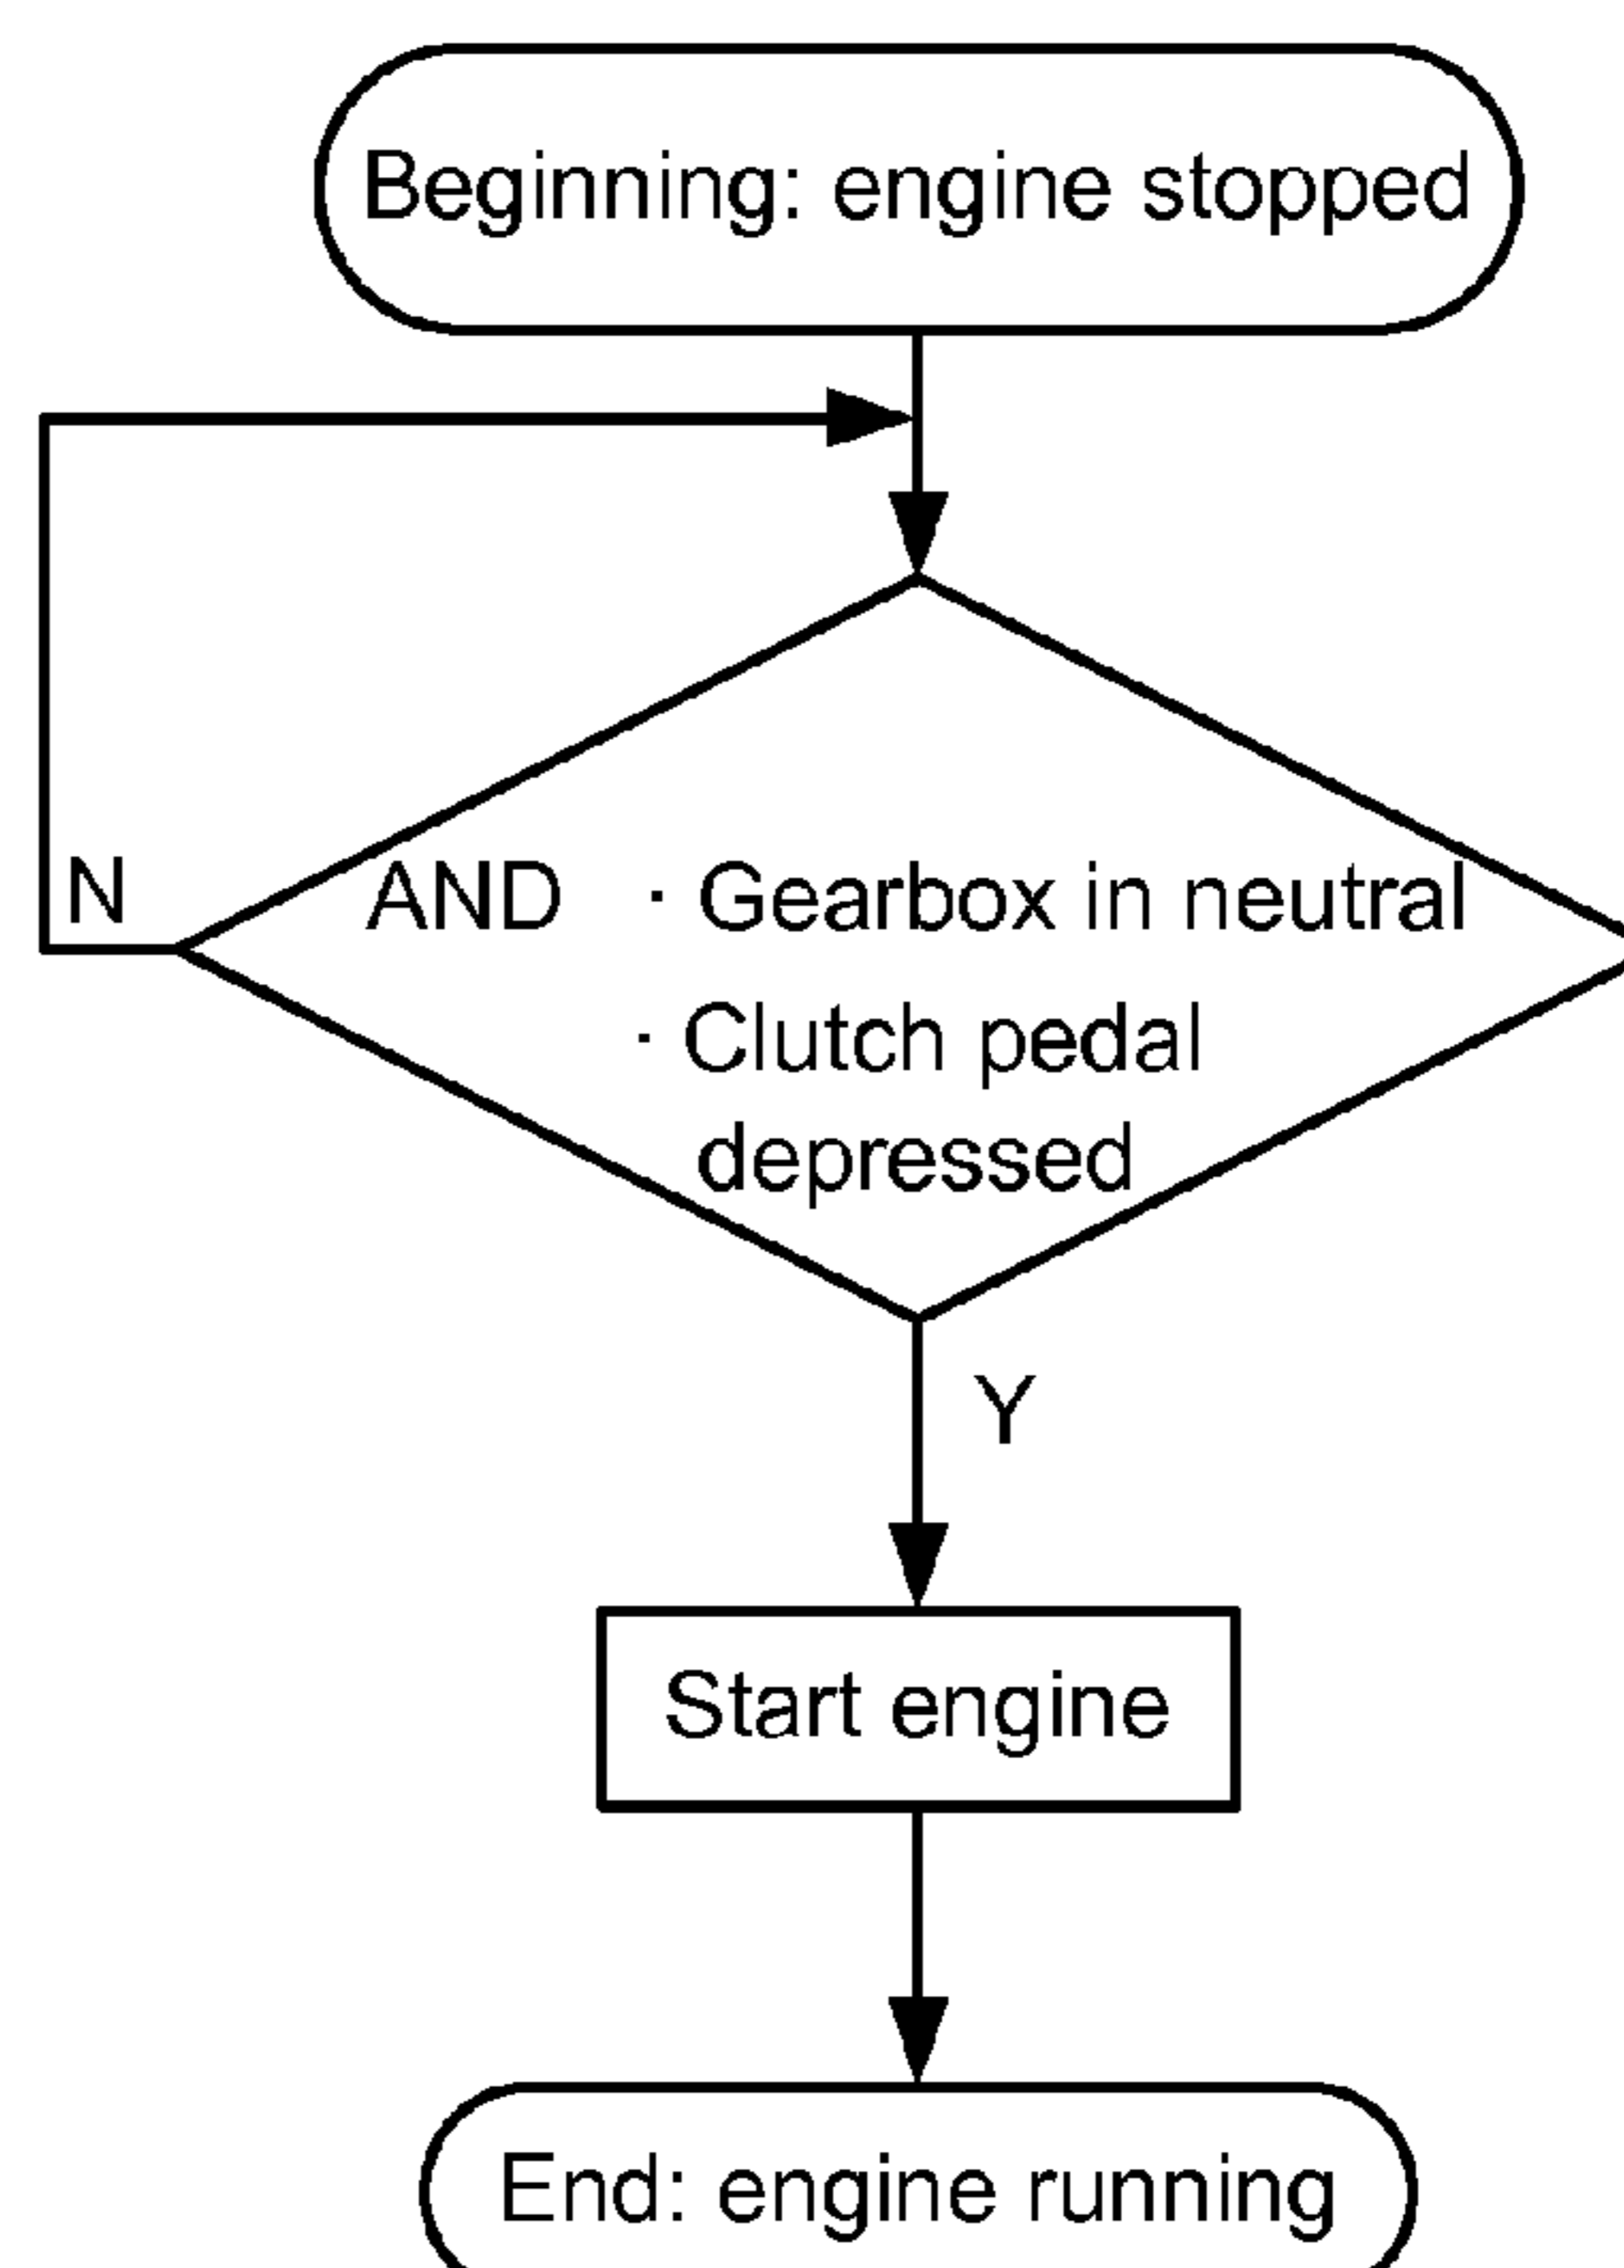 Beginning: engine stopped
N
AND · Gearbox in neutral
· Clutch pedal
depressed
Y
Start engine
End: engine running